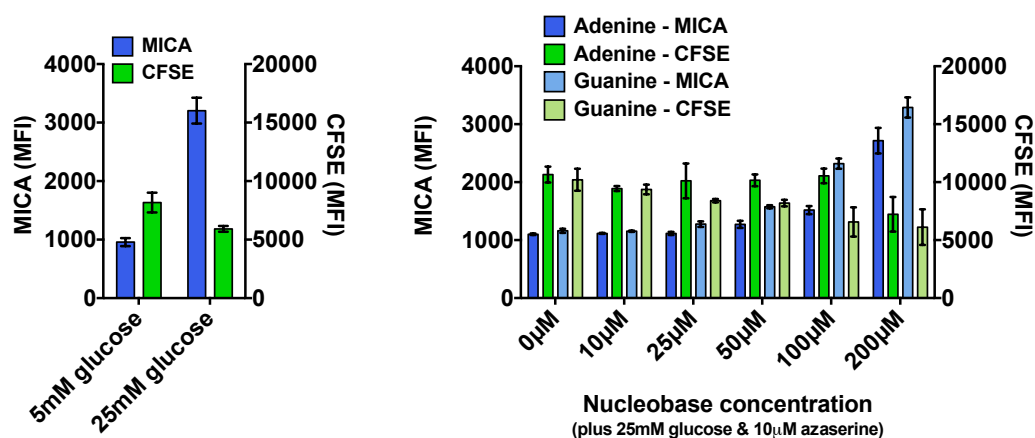 MICA
CFSE
4000
3000
2000
1000
0
MICA (MFI)
20000
15000
10000
5000
0
CFSE (MFI)
5mM glucose
25mM glucose
Adenine - MICA
Adenine - CFSE
Guanine - MICA
Guanine - CFSE
4000
3000
2000
1000
0
MICA (MFI)
20000
15000
10000
5000
0
CFSE (MFI)
0μM
10μM
25μM
50μM
100μM
200μM
Nucleobase concentration
(plus 25mM glucose & 10μM azaserine)